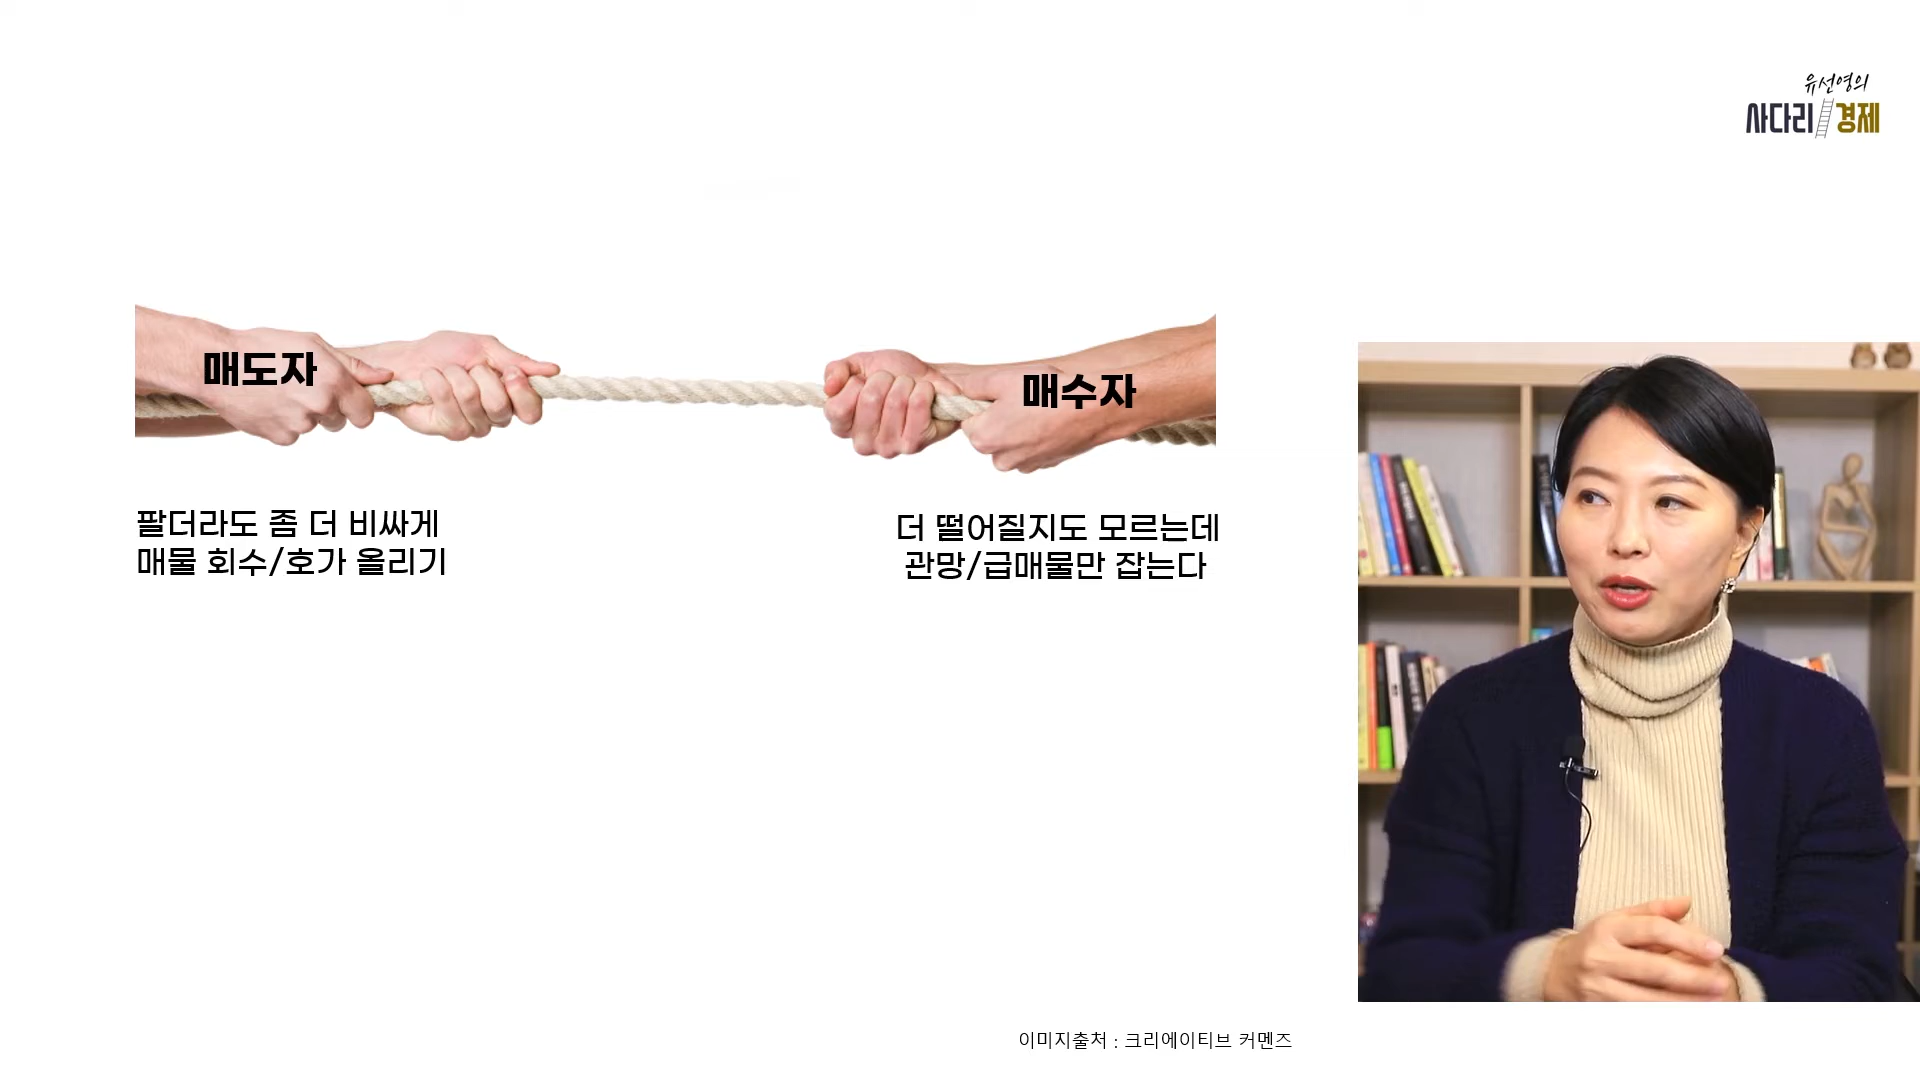 유선영의
사다리 경제
매도자
매수자
팔더라도 좀 더 비싸게
매물 회수/호가 올리기
더 떨어질지도 모르는데
관망/급매물만 잡는다
이미지출처 : 크리에이티브 커멘즈